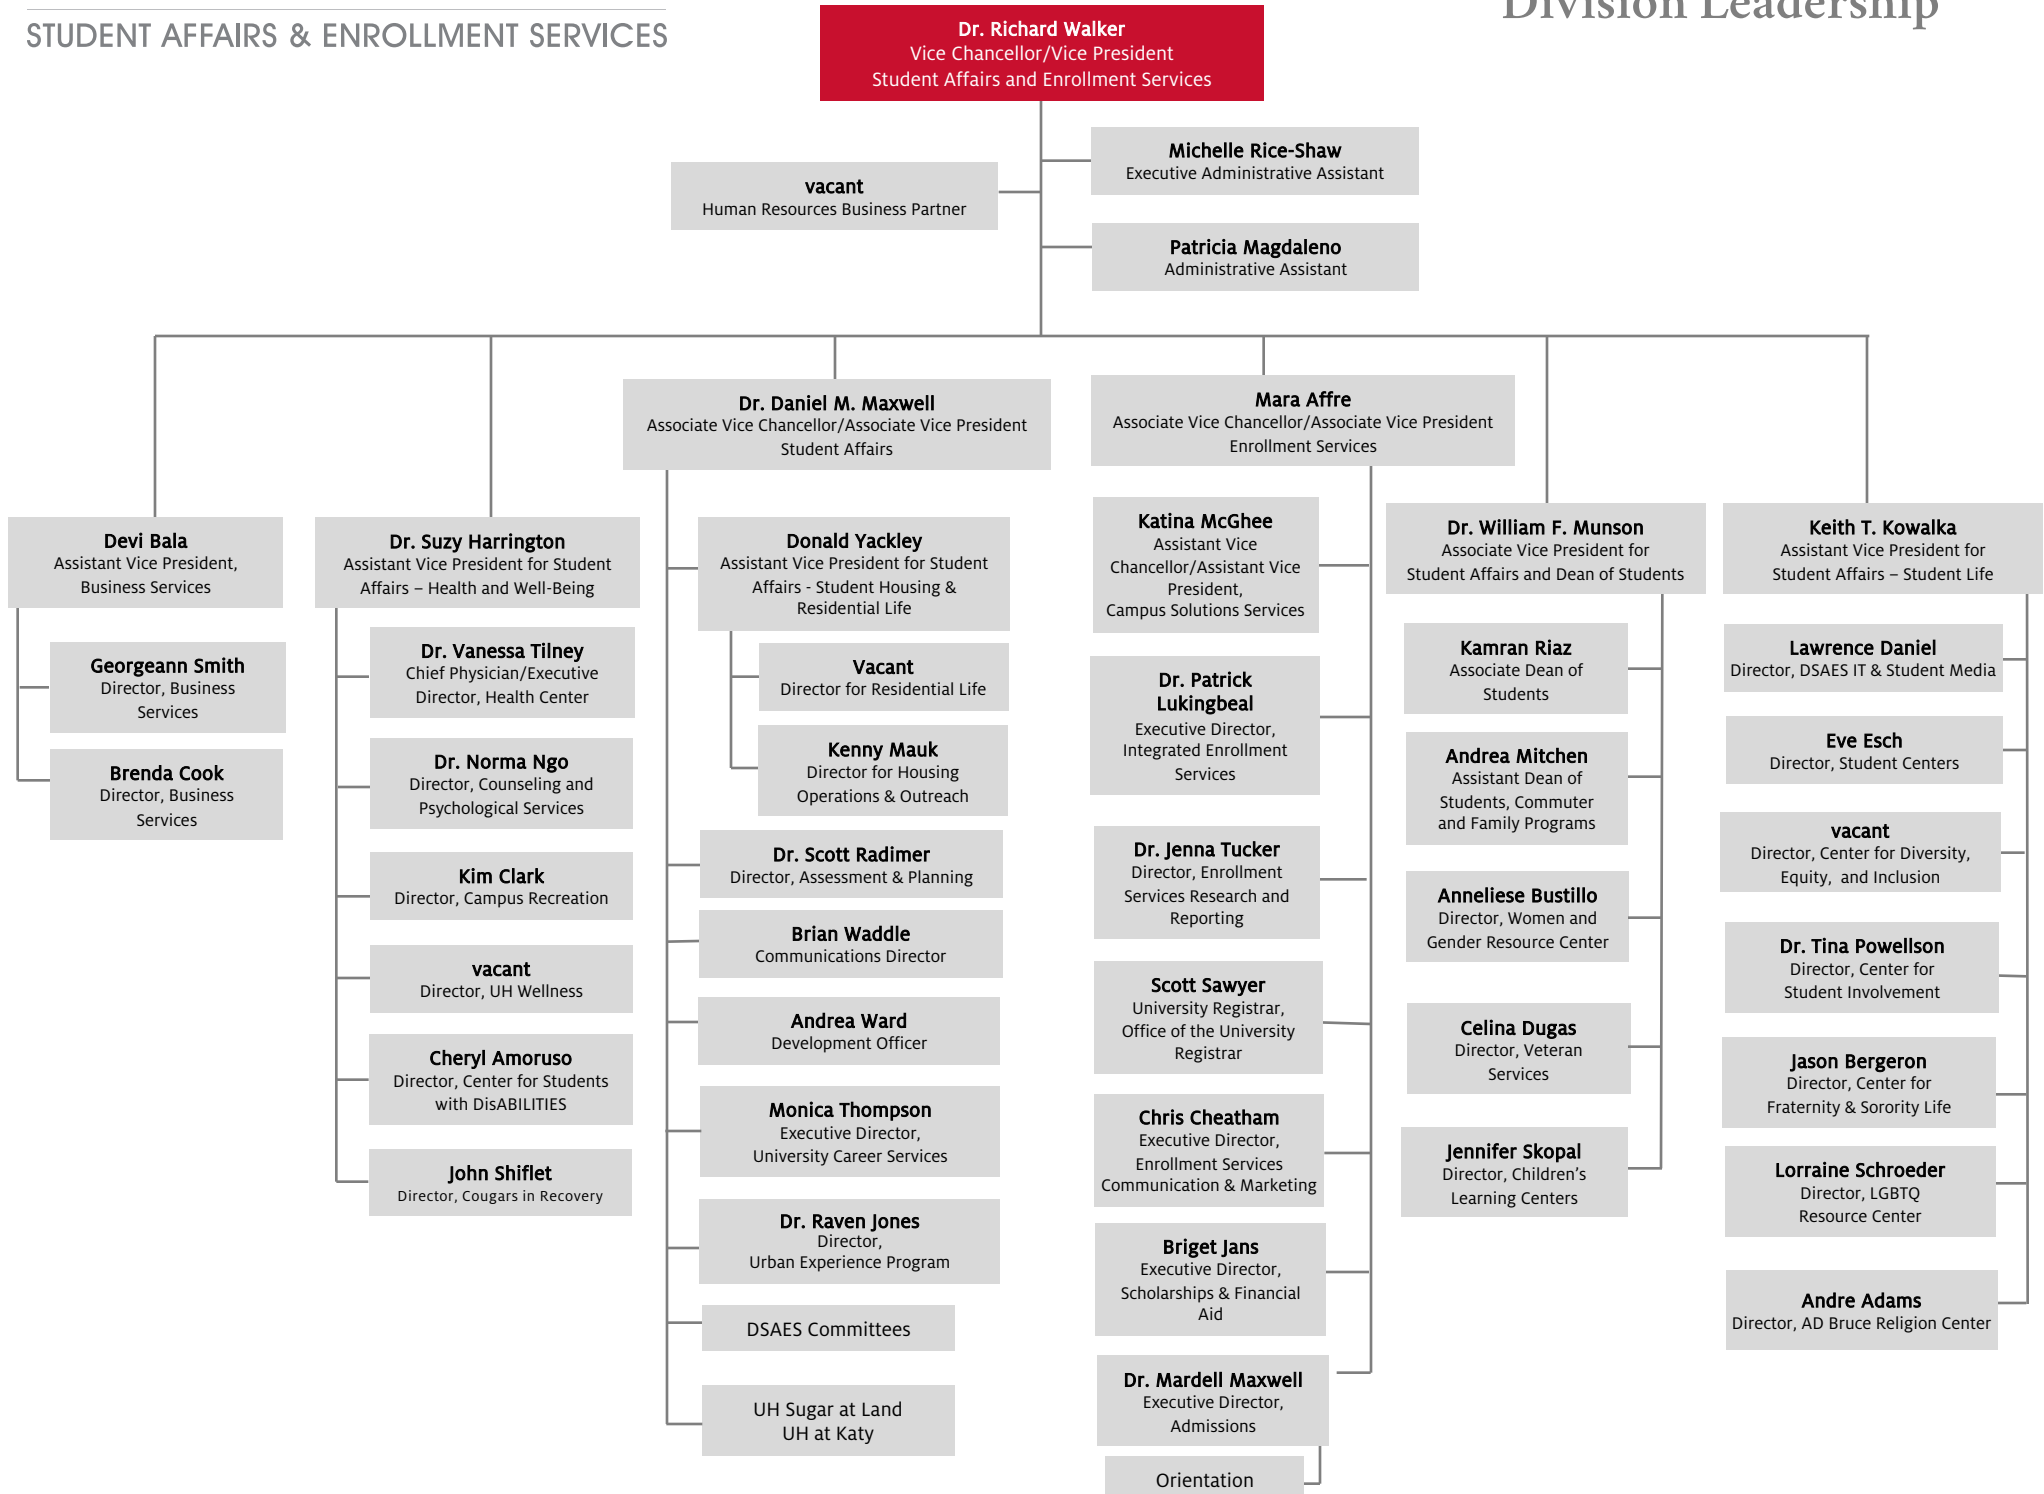 STUDENT AFFAIRS & ENROLLMENT SERVICES
Division Leadership
Dr. Richard Walker
Vice Chancellor/Vice President
Student Affairs and Enrollment Services
Michelle Rice-Shaw
Executive Administrative Assistant
vacant
Human Resources Business Partner
Patricia Magdaleno
Administrative Assistant
Devi Bala
Assistant Vice President,
Business Services
Georgeann Smith
Director, Business
Services
Brenda Cook
Director, Business
Services
Dr. Suzy Harrington
Assistant Vice President for Student
Affairs – Health and Well-Being
Dr. Vanessa Tilney
Chief Physician/Executive
Director, Health Center
Dr. Norma Ngo
Director, Counseling and
Psychological Services
Kim Clark
Director, Campus Recreation
vacant
Director, UH Wellness
Cheryl Amoruso
Director, Center for Students
with DisABILITIES
John Shiflet
Director, Cougars in Recovery
Dr. Daniel M. Maxwell
Associate Vice Chancellor/Associate Vice President
Student Affairs
Donald Yackley
Assistant Vice President for Student
Affairs - Student Housing &
Residential Life
Vacant
Director for Residential Life
Kenny Mauk
Director for Housing
Operations & Outreach
Dr. Scott Radimer
Director, Assessment & Planning
Brian Waddle
Communications Director
Andrea Ward
Development Officer
Monica Thompson
Executive Director,
University Career Services
Dr. Raven Jones
Director,
Urban Experience Program
DSAES Committees
UH Sugar at Land
UH at Katy
Mara Affre
Associate Vice Chancellor/Associate Vice President
Enrollment Services
Katina McGhee
Assistant Vice
Chancellor/Assistant Vice
President,
Campus Solutions Services
Dr. Patrick
Lukingbeal
Executive Director,
Integrated Enrollment
Services
Dr. Jenna Tucker
Director, Enrollment
Services Research and
Reporting
Scott Sawyer
University Registrar,
Office of the University
Registrar
Chris Cheatham
Executive Director,
Enrollment Services
Communication & Marketing
Briget Jans
Executive Director,
Scholarships & Financial
Aid
Dr. Mardell Maxwell
Executive Director,
Admissions
Orientation
Dr. William F. Munson
Associate Vice President for
Student Affairs and Dean of Students
Kamran Riaz
Associate Dean of
Students
Andrea Mitchen
Assistant Dean of
Students, Commuter
and Family Programs
Anneliese Bustillo
Director, Women and
Gender Resource Center
Celina Dugas
Director, Veteran
Services
Jennifer Skopal
Director, Children's
Learning Centers
Keith T. Kowalka
Assistant Vice President for
Student Affairs – Student Life
Lawrence Daniel
Director, DSAES IT & Student Media
Eve Esch
Director, Student Centers
vacant
Director, Center for Diversity,
Equity, and Inclusion
Dr. Tina Powellson
Director, Center for
Student Involvement
Jason Bergeron
Director, Center for
Fraternity & Sorority Life
Lorraine Schroeder
Director, LGBTQ
Resource Center
Andre Adams
Director, AD Bruce Religion Center